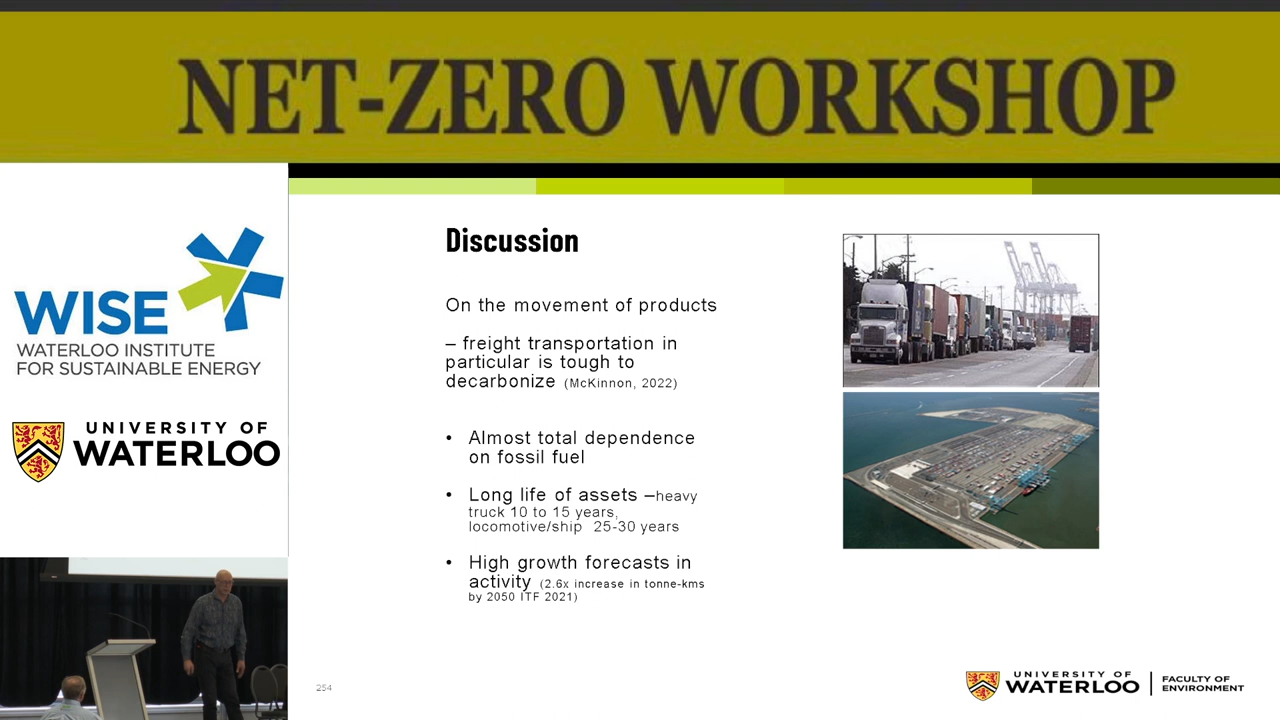 NET-ZERO WORKSHOP
WISE
WATERLOO INSTITUTE
FOR SUSTAINABLE ENERGY
UNIVERSITY OF
WATERLOO
Discussion
On the movement of products
– freight transportation in
particular is tough to
decarbonize (McKinnon, 2022)
• Almost total dependence
on fossil fuel
• Long life of assets –heavy
truck 10 to 15 years,
locomotive/ship 25-30 years
• High growth forecasts in
activity (2.6x increase in tonne-kms
by 2050 ITF 2021)
254
UNIVERSITY OF
WATERLOO
FACULTY OF
ENVIRONMENT